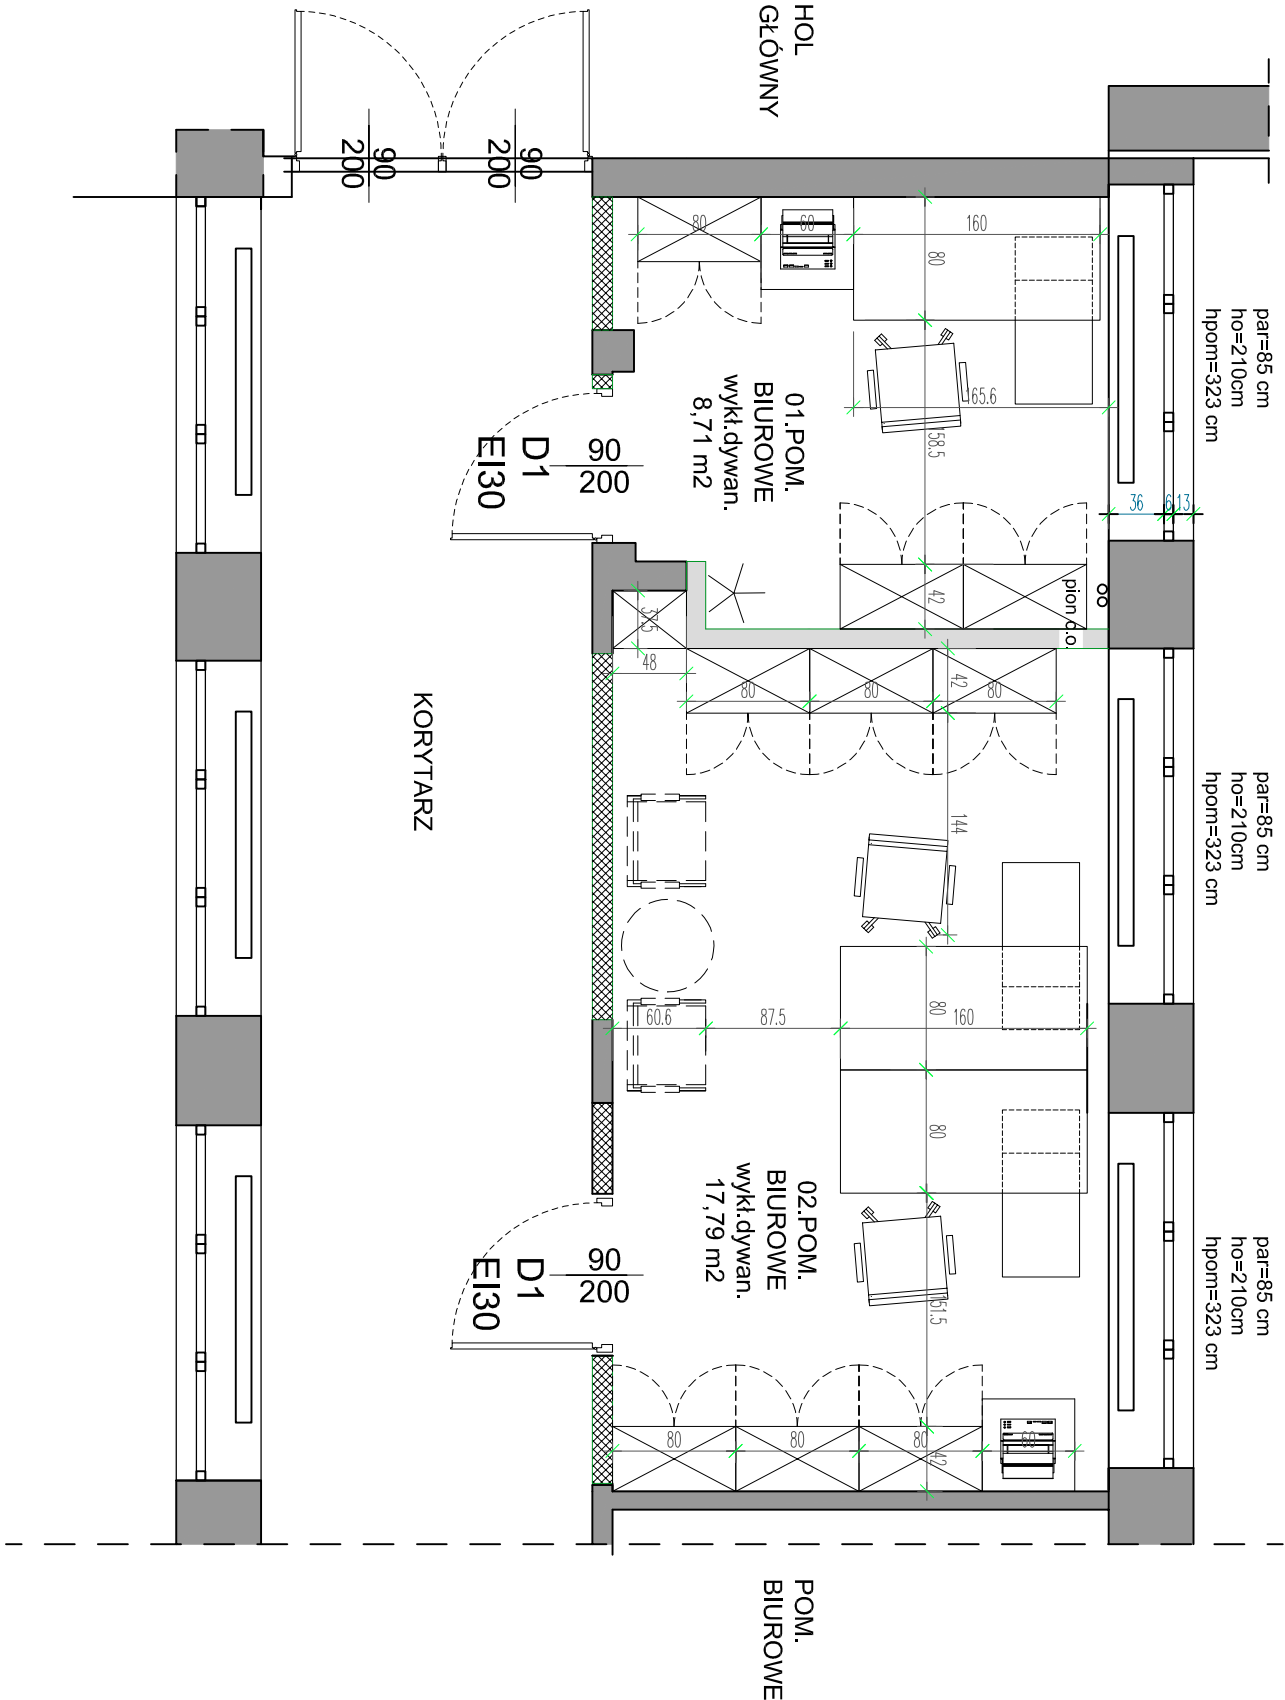 HOL
GŁÓWNY
90
200
90
200
80
60
160
80
165.6
158.5
par=85 cm
ho=210cm
hpom=323 cm
01.POM.
BIUROWE
wykł.dywan.
8,71 m2
90
200
D1
EI30
36
6
13
42
pion c.o.
37.5
48
80
80
80
42
KORYTARZ
144
par=85 cm
ho=210cm
hpom=323 cm
60.6
87.5
160
80
80
02.POM.
BIUROWE
wykł.dywan.
17,79 m2
90
200
D1
EI30
151.5
par=85 cm
ho=210cm
hpom=323 cm
80
80
80
42
60
POM.
BIUROWE